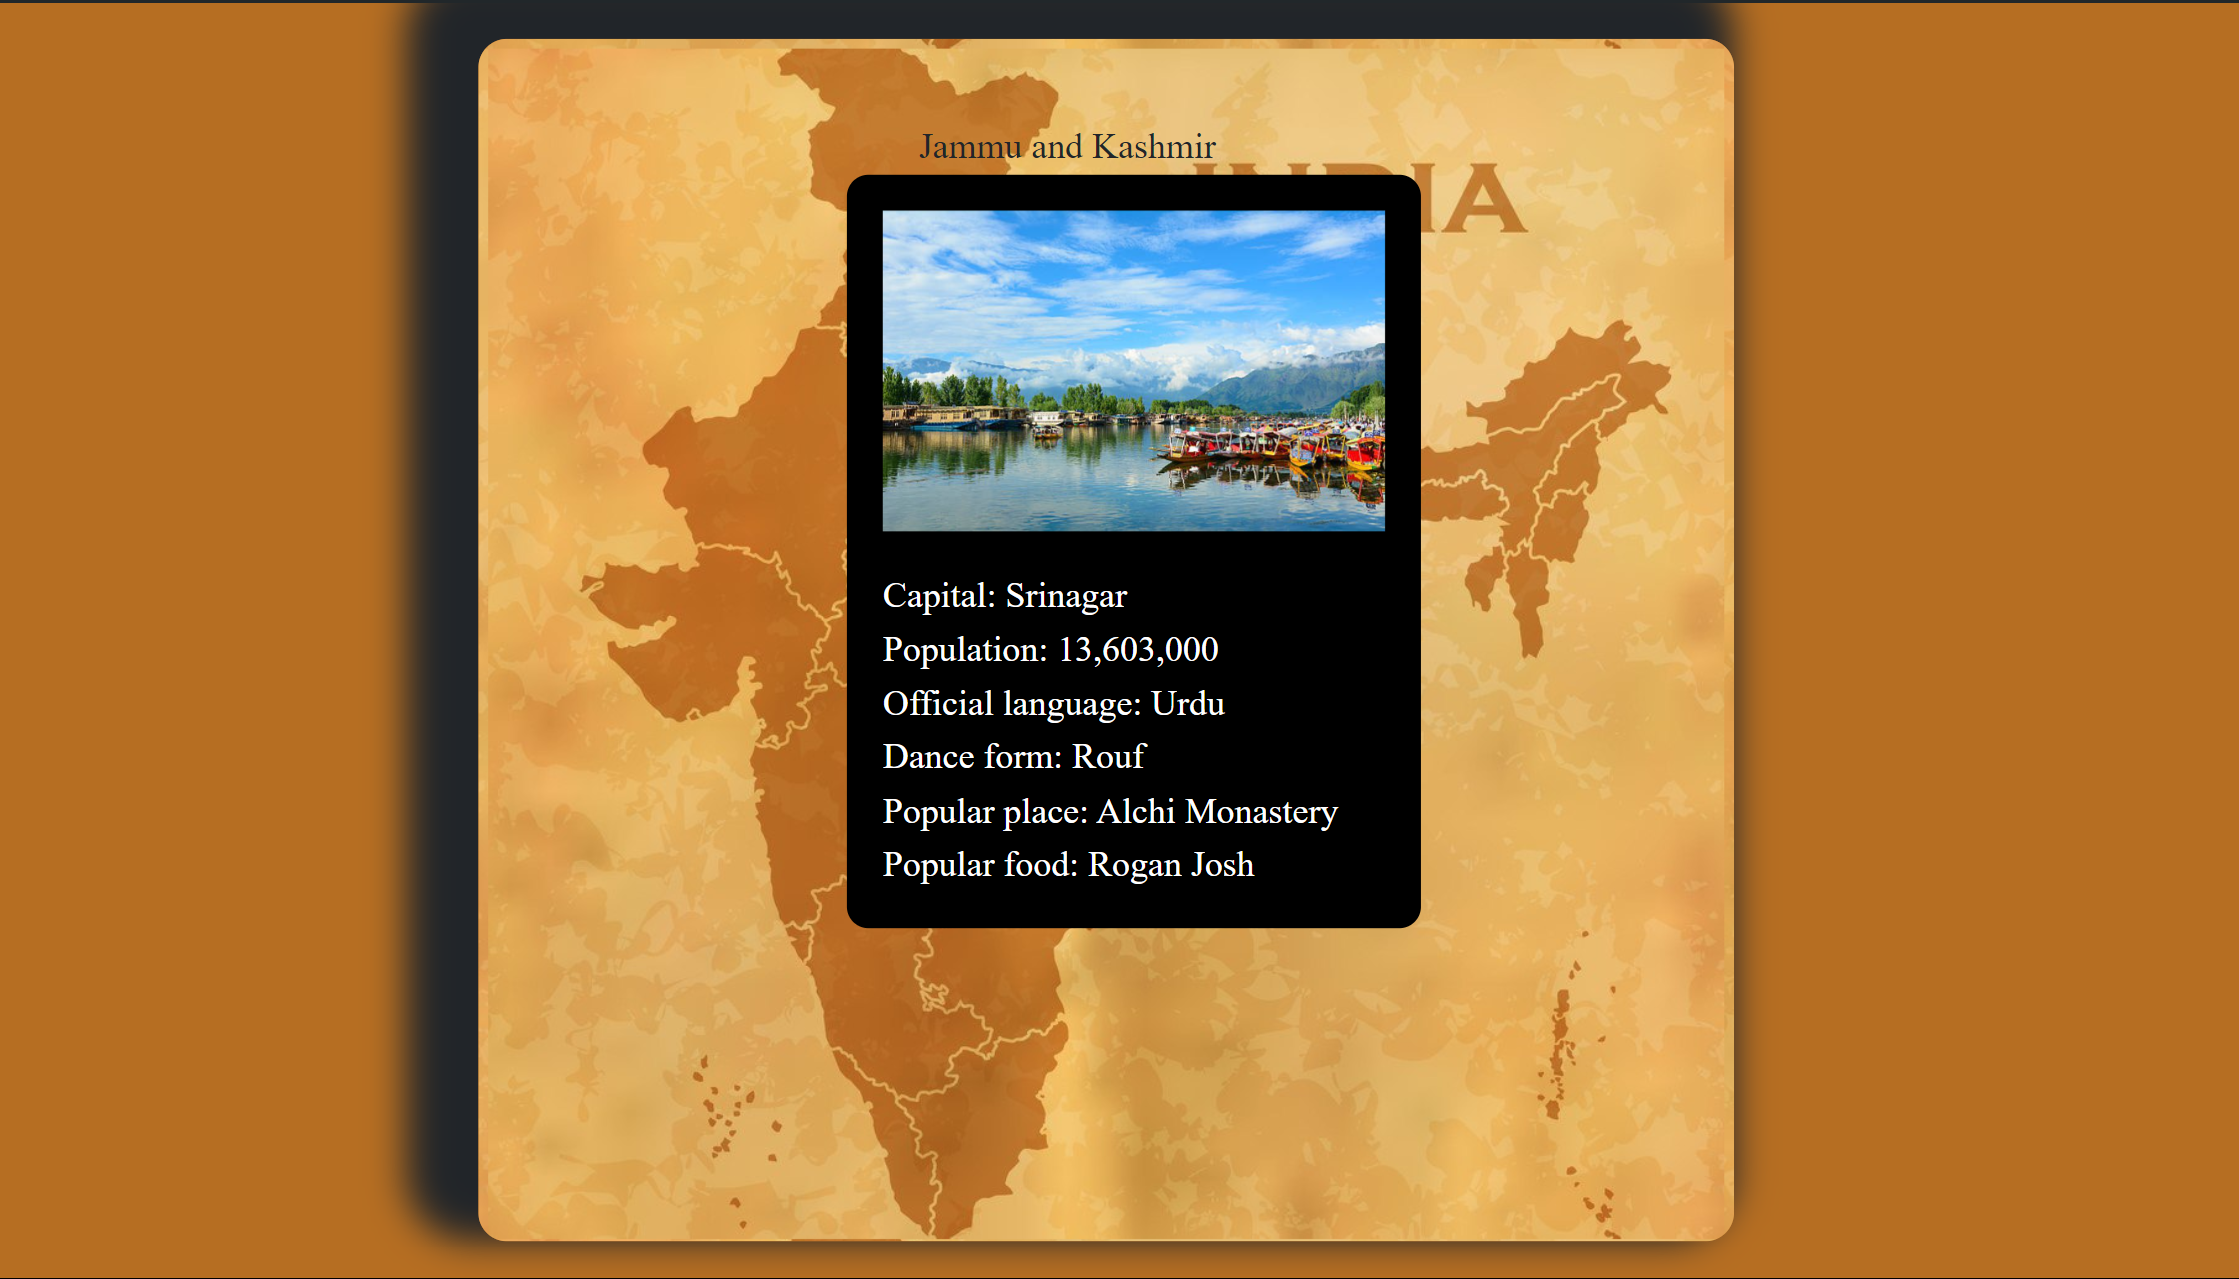 Jammu and Kashmir
INDIA
Capital: Srinagar
Population: 13,603,000
Official language: Urdu
Dance form: Rouf
Popular place: Alchi Monastery
Popular food: Rogan Josh